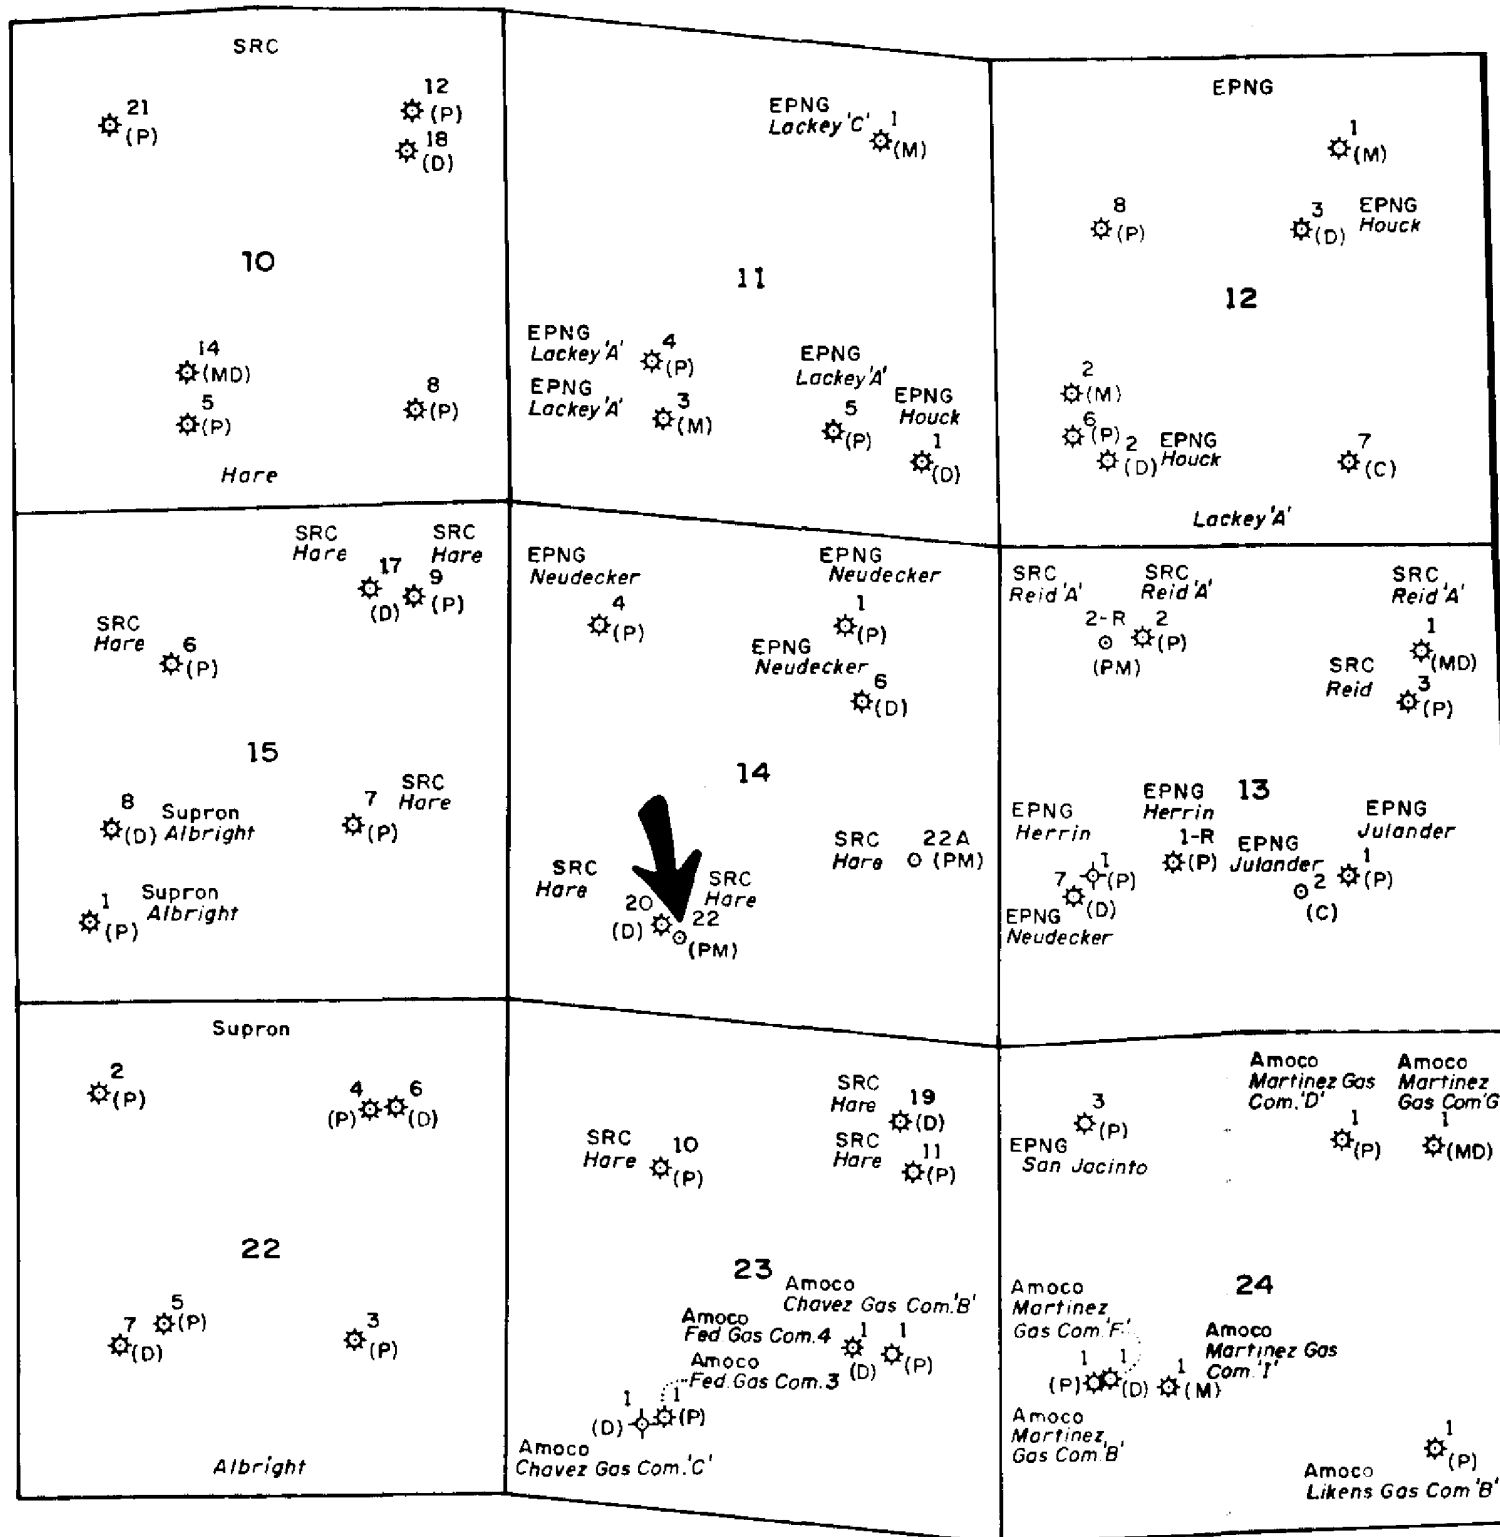 SRC
21
(P)
12
(P)
18
(D)
10
14
(MD)
5
(P)
8
(P)
Hare
EPNG
Lackey 'C'
1
(M)
11
EPNG
Lackey 'A'
4
(P)
EPNG
Lackey 'A'
3
(M)
EPNG
Lackey 'A'
5
(P)
EPNG
Houck
1
(D)
EPNG
1
(M)
8
(P)
3
(D)
EPNG
Houck
12
2
(M)
6
(P)
2
(D)
EPNG
Houck
7
(C)
Lackey 'A'
SRC
Hare
17
(D)
SRC
Hare
9
(P)
SRC
Hare
6
(P)
15
8
(D)
Supron
Albright
7
(P)
SRC
Hare
1
(P)
Supron
Albright
EPNG
Neudecker
4
(P)
EPNG
Neudecker
1
(P)
EPNG
Neudecker
6
(D)
14
SRC
Hare
22A
(PM)
SRC
Hare
20
(D)
SRC
Hare
22
(PM)
SRC
Reid 'A'
2-R
(PM)
SRC
Reid 'A'
2
(P)
SRC
Reid 'A'
1
(MD)
SRC
Reid
3
(P)
13
EPNG
Herrin
1
(P)
EPNG
Herrin
1-R
(P)
EPNG
Julander
2
(C)
EPNG
Julander
1
(P)
7
(D)
EPNG
Neudecker
Supron
2
(P)
4
(P)
6
(D)
22
5
(P)
7
(D)
3
(P)
Albright
SRC
Hare
19
(D)
SRC
Hare
10
(P)
SRC
Hare
11
(P)
23
Amoco
Chavez Gas Com.'B'
1
(P)
Amoco
Fed Gas Com. 4
1
(D)
Amoco
Fed. Gas Com. 3
1
(P)
1
(D)
Amoco
Chavez Gas Com.'C'
3
(P)
EPNG
San Jacinto
Amoco
Martinez Gas
Com.'D'
1
(P)
Amoco
Martinez
Gas Com'G
1
(MD)
24
Amoco
Martinez
Gas Com.'F'
1
(D)
1
(P)
Amoco
Martinez
Gas Com.'B'
Amoco
Martinez Gas
Com.'I'
1
(M)
1
(P)
Amoco
Likens Gas Com'B'